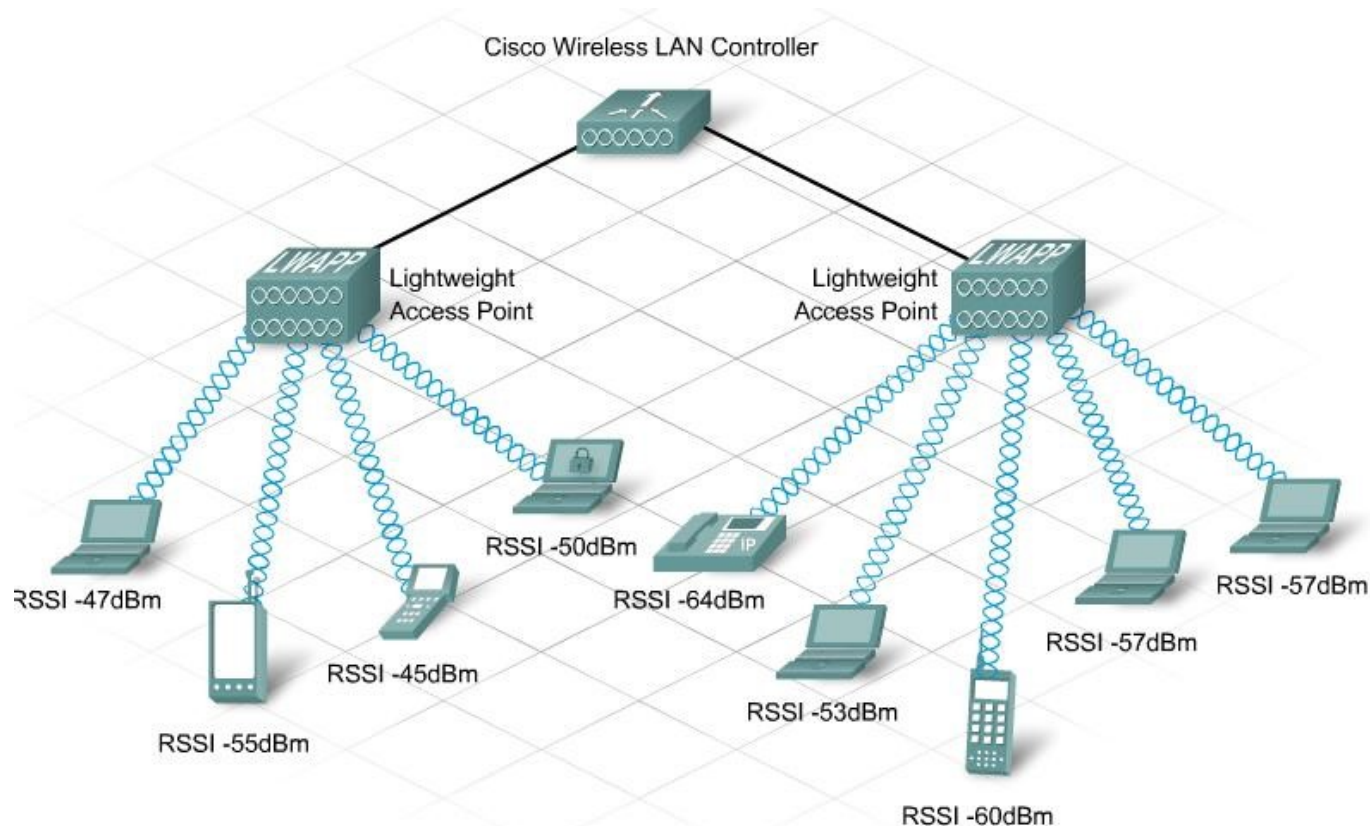 Cisco Wireless LAN Controller
LWAPP
Lightweight
Access Point
Lightweight
Access Point
LWAPP
RSSI -50dBm
IP
RSSI -47dBm
RSSI -64dBm
RSSI -57dBm
RSSI -45dBm
RSSI -57dBm
RSSI -55dBm
RSSI -53dBm
RSSI -60dBm